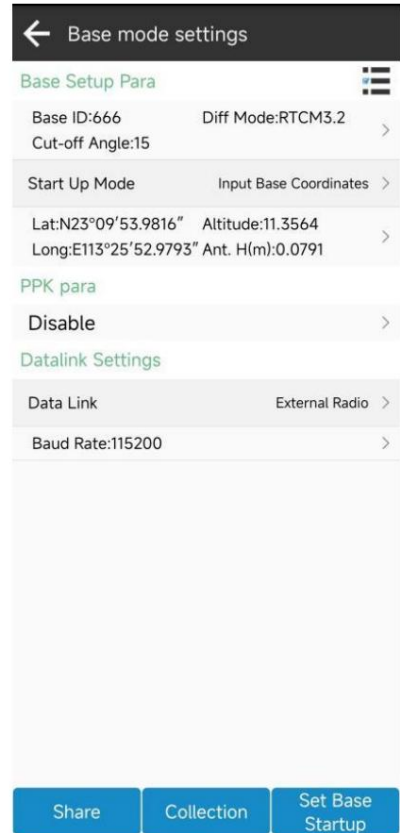 Base mode settings
Base Setup Para
Base ID:666 Diff Mode:RTCM3.2
Cut-off Angle:15
Start Up Mode Input Base Coordinates
Lat:N23°09′53.9816″ Altitude:11.3564
Long:E113°25′52.9793″ Ant. H(m):0.0791
PPK para
Disable
Datalink Settings
Data Link External Radio
Baud Rate:115200
Share Collection Set Base
Startup